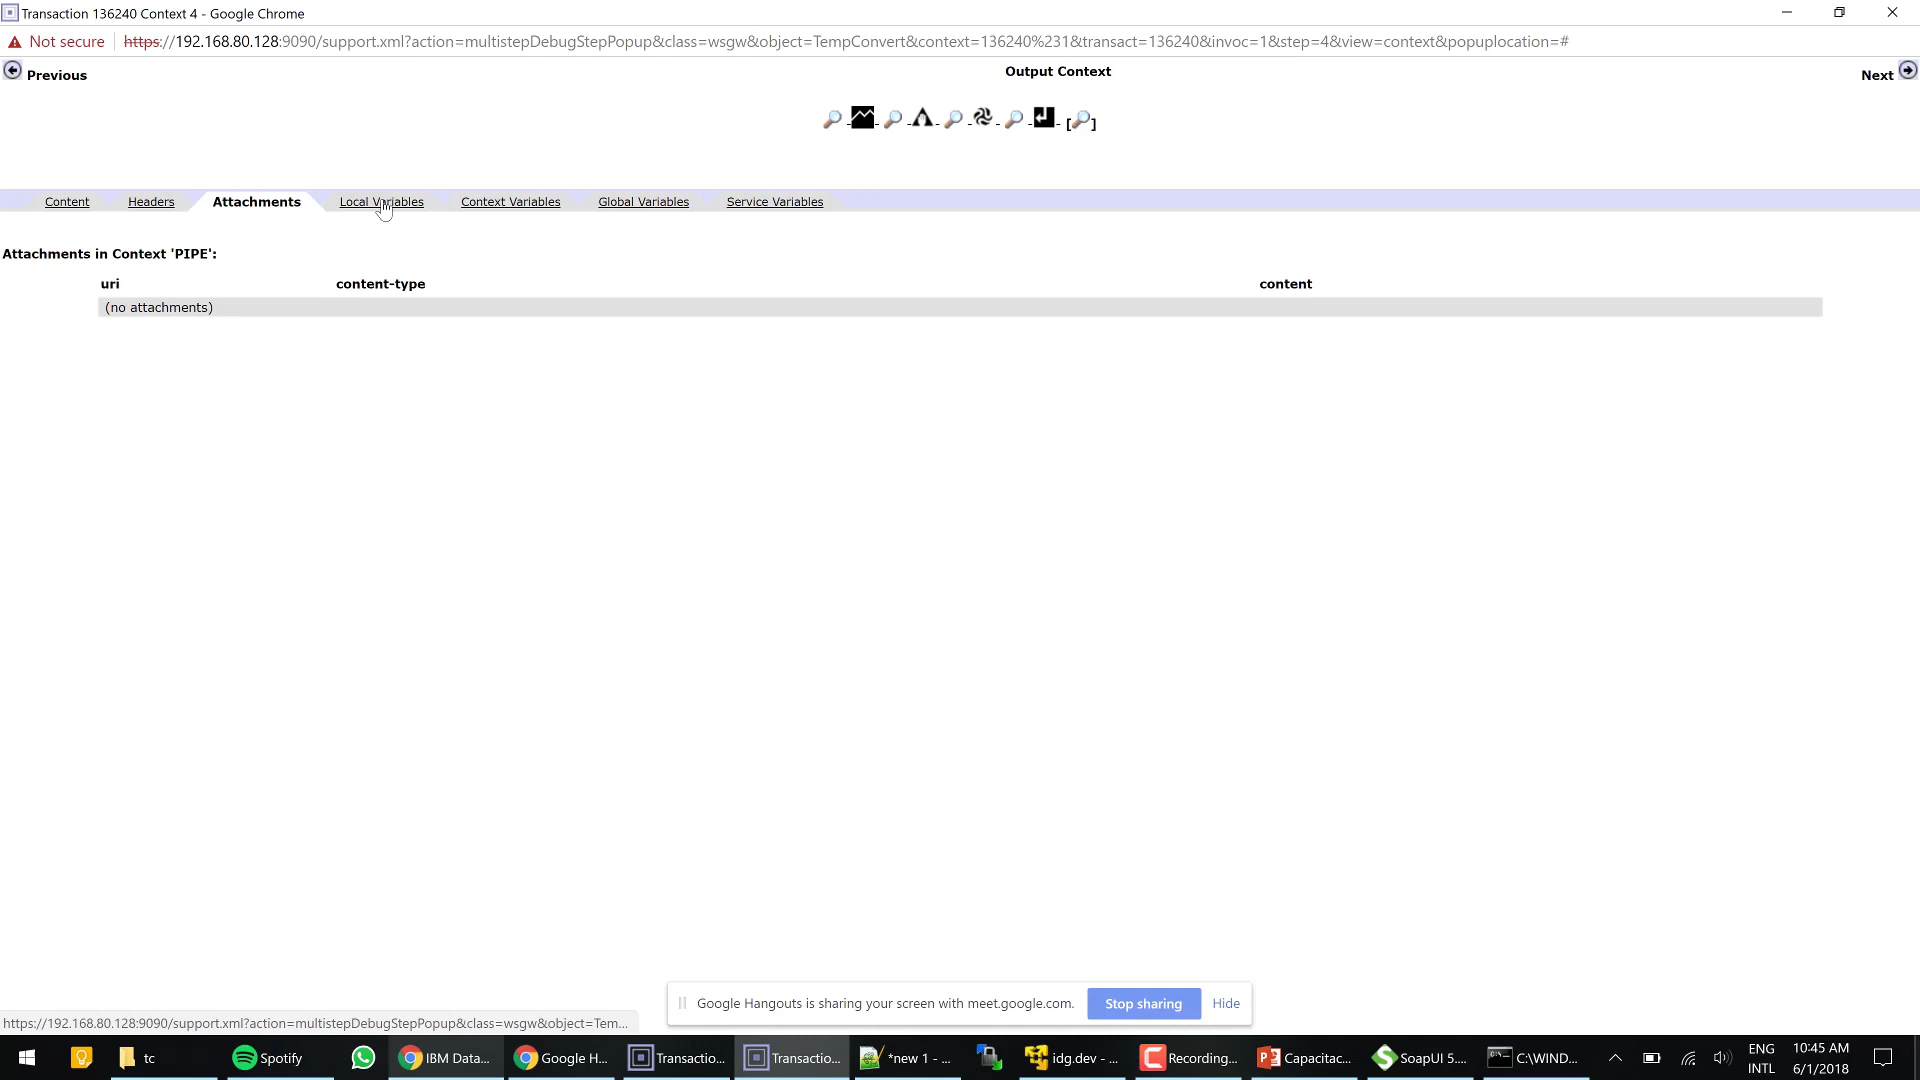 Transaction 136240 Context 4 - Google Chrome
Not secure https://192.168.80.128:9090/support.xml?action=multistepDebugStepPopup&class=wsgw&object=TempConvert&context=136240%231&transact=136240&invoc=1&step=4&view=context&popuplocation=#
Previous Output Context Next
[ ]
Content Headers Attachments Local Variables Context Variables Global Variables Service Variables
Attachments in Context 'PIPE':
uri content-type content
(no attachments)
Google Hangouts is sharing your screen with meet.google.com. Stop sharing Hide
https://192.168.80.128:9090/support.xml?action=multistepDebugStepPopup&class=wsgw&object=Tem...
tc Spotify IBM Data... Google H... Transactio... Transactio... *new 1 - ... idg.dev - ... Recording... Capacitac... SoapUI 5.... C:\WIND... ENG 10:45 AM
INTL 6/1/2018